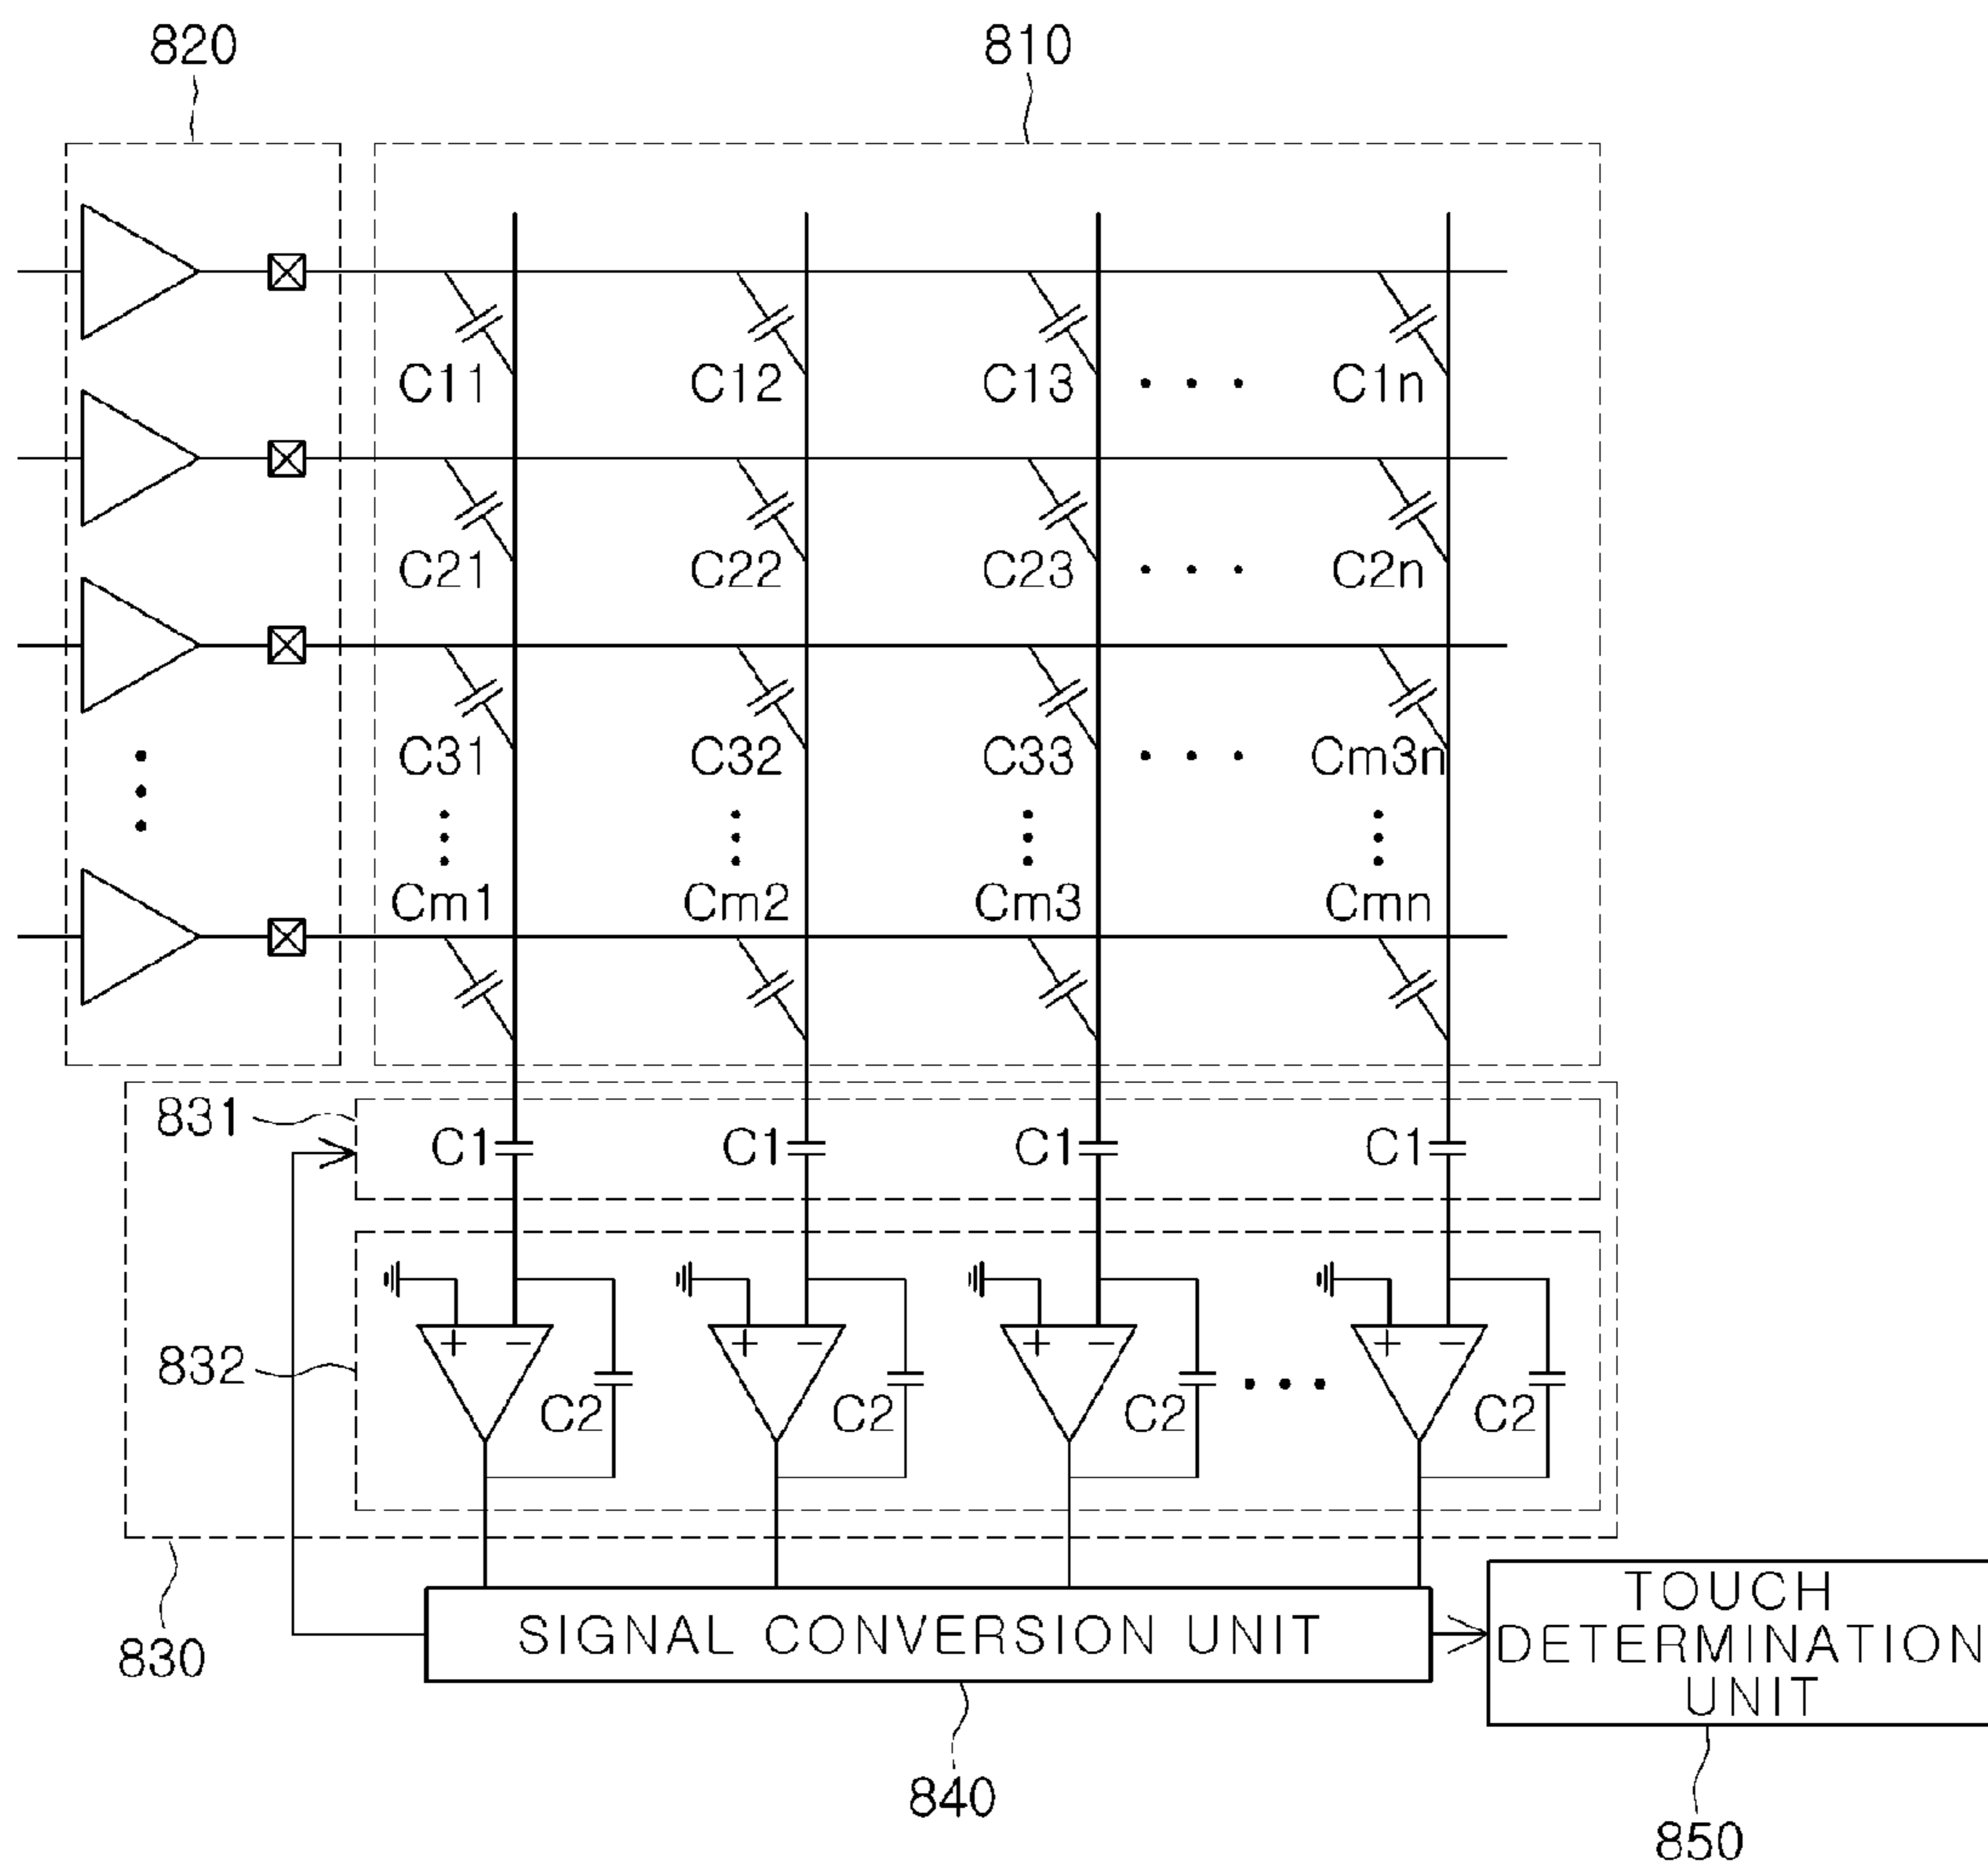 820
810
C11
C12
C13
C1n
C21
C22
C23
C2n
C31
C32
C33
Cm3n
Cm1
Cm2
Cm3
Cmn
831
C1
C1
C1
C1
832
+ −
+ −
+ −
+ −
C2
C2
C2
C2
830
SIGNAL CONVERSION UNIT
TOUCH
DETERMINATION
UNIT
840
850